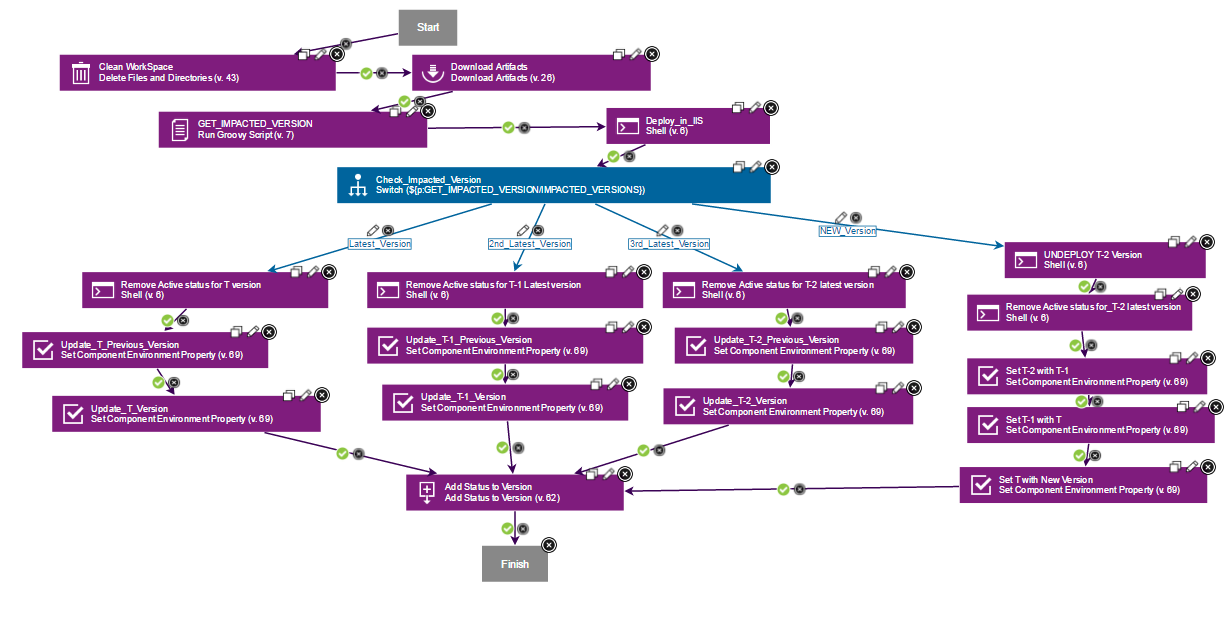 Start
Clean WorkSpace
Delete Files and Directories (v. 43)
Download Artifacts
Download Artifacts (v. 26)
GET_IMPACTED_VERSION
Run Groovy Script (v. 7)
Deploy_in_IIS
Shell (v. 6)
Check_Impacted_Version
Switch (${p:GET_IMPACTED_VERSION/IMPACTED_VERSIONS})
Latest_Version
2nd_Latest_Version
3rd_Latest_Version
NEW_Version
Remove Active status for T version
Shell (v. 6)
Update_T_Previous_Version
Set Component Environment Property (v. 69)
Update_T_Version
Set Component Environment Property (v. 69)
Remove Active status for T-1 Latest version
Shell (v. 6)
Update_T-1_Previous_Version
Set Component Environment Property (v. 69)
Update_T-1_Version
Set Component Environment Property (v. 69)
Remove Active status for T-2 latest version
Shell (v. 6)
Update_T-2_Previous_Version
Set Component Environment Property (v. 69)
Update_T-2_Version
Set Component Environment Property (v. 69)
UNDEPLOY T-2 Version
Shell (v. 6)
Remove Active status for_T-2 latest version
Shell (v. 6)
Set T-2 with T-1
Set Component Environment Property (v. 69)
Set T-1 with T
Set Component Environment Property (v. 69)
Set T with New Version
Set Component Environment Property (v. 69)
Add Status to Version
Add Status to Version (v. 62)
Finish